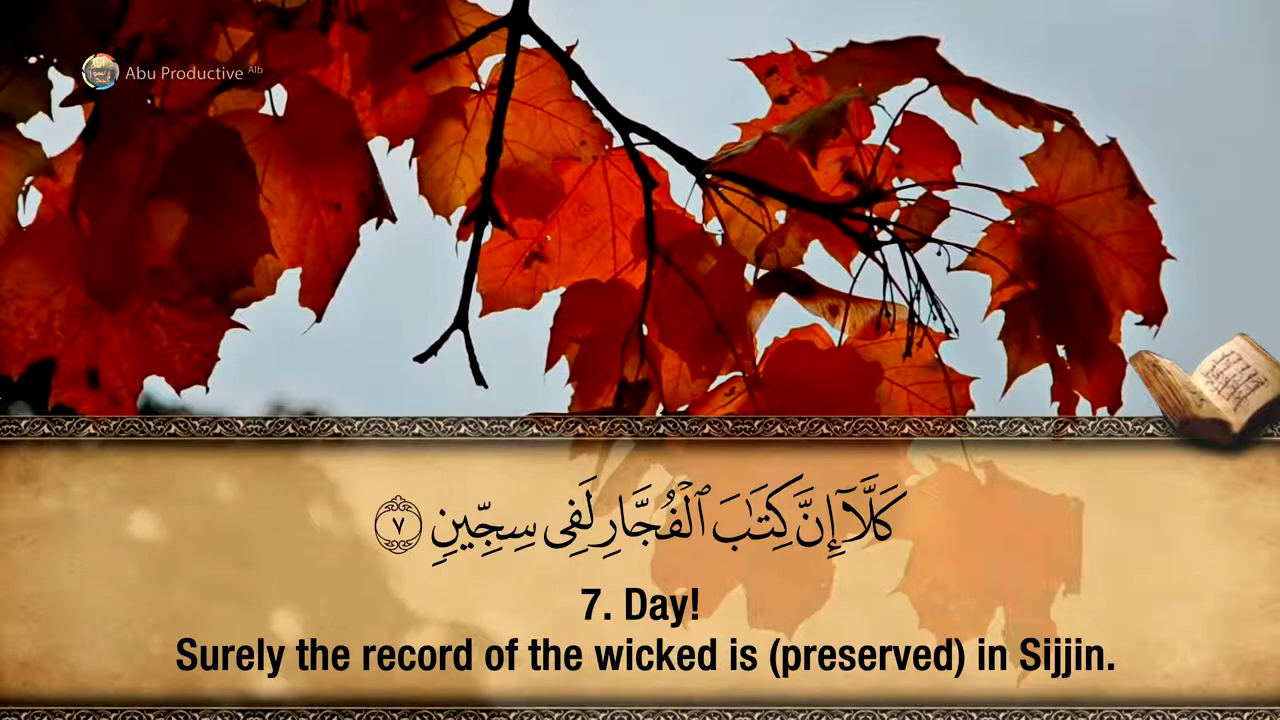 Abu Productive Alb
كَلَّآ إِنَّ كِتَٰبَ ٱلْفُجَّارِ لَفِى سِجِّينٍ ٧
7. Day!
Surely the record of the wicked is (preserved) in Sijjin.